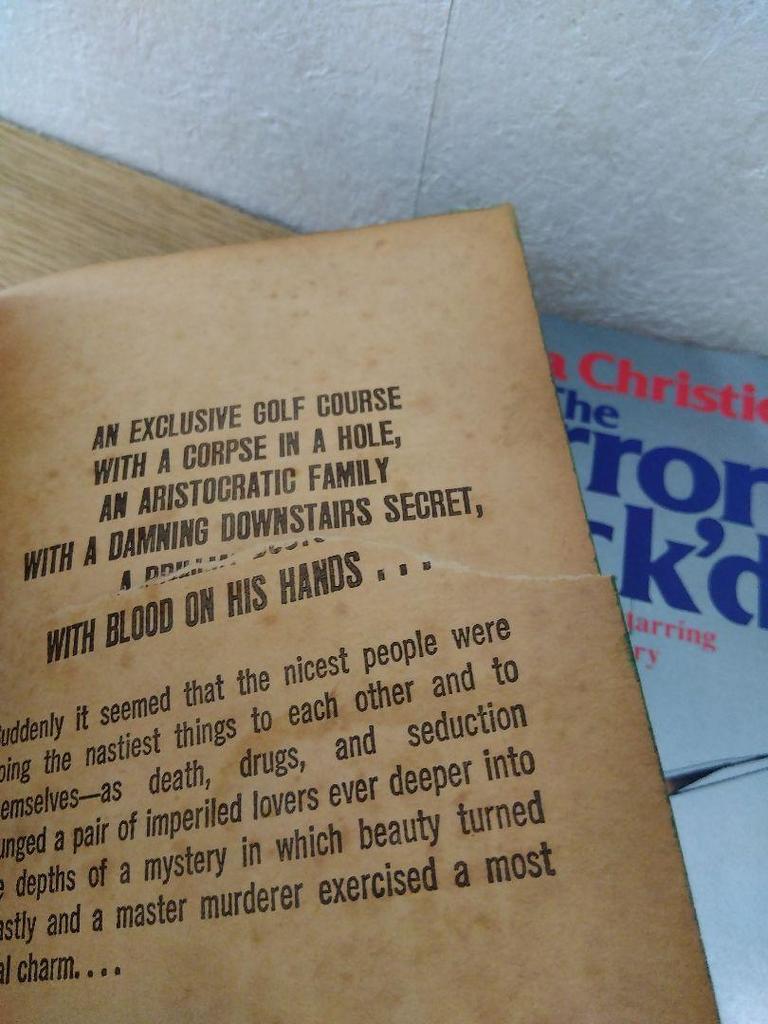 AN EXCLUSIVE GOLF COURSE
WITH A CORPSE IN A HOLE,
AN ARISTOCRATIC FAMILY
WITH A DAMNING DOWNSTAIRS SECRET,
A
WITH BLOOD ON HIS HANDS . . .
uddenly it seemed that the nicest people were
oing the nastiest things to each other and to
emselves—as death, drugs, and seduction
unged a pair of imperiled lovers ever deeper into
e depths of a mystery in which beauty turned
astly and a master murderer exercised a most
al charm. . . .
a Christie
The
rror
k'd
tarring
ry